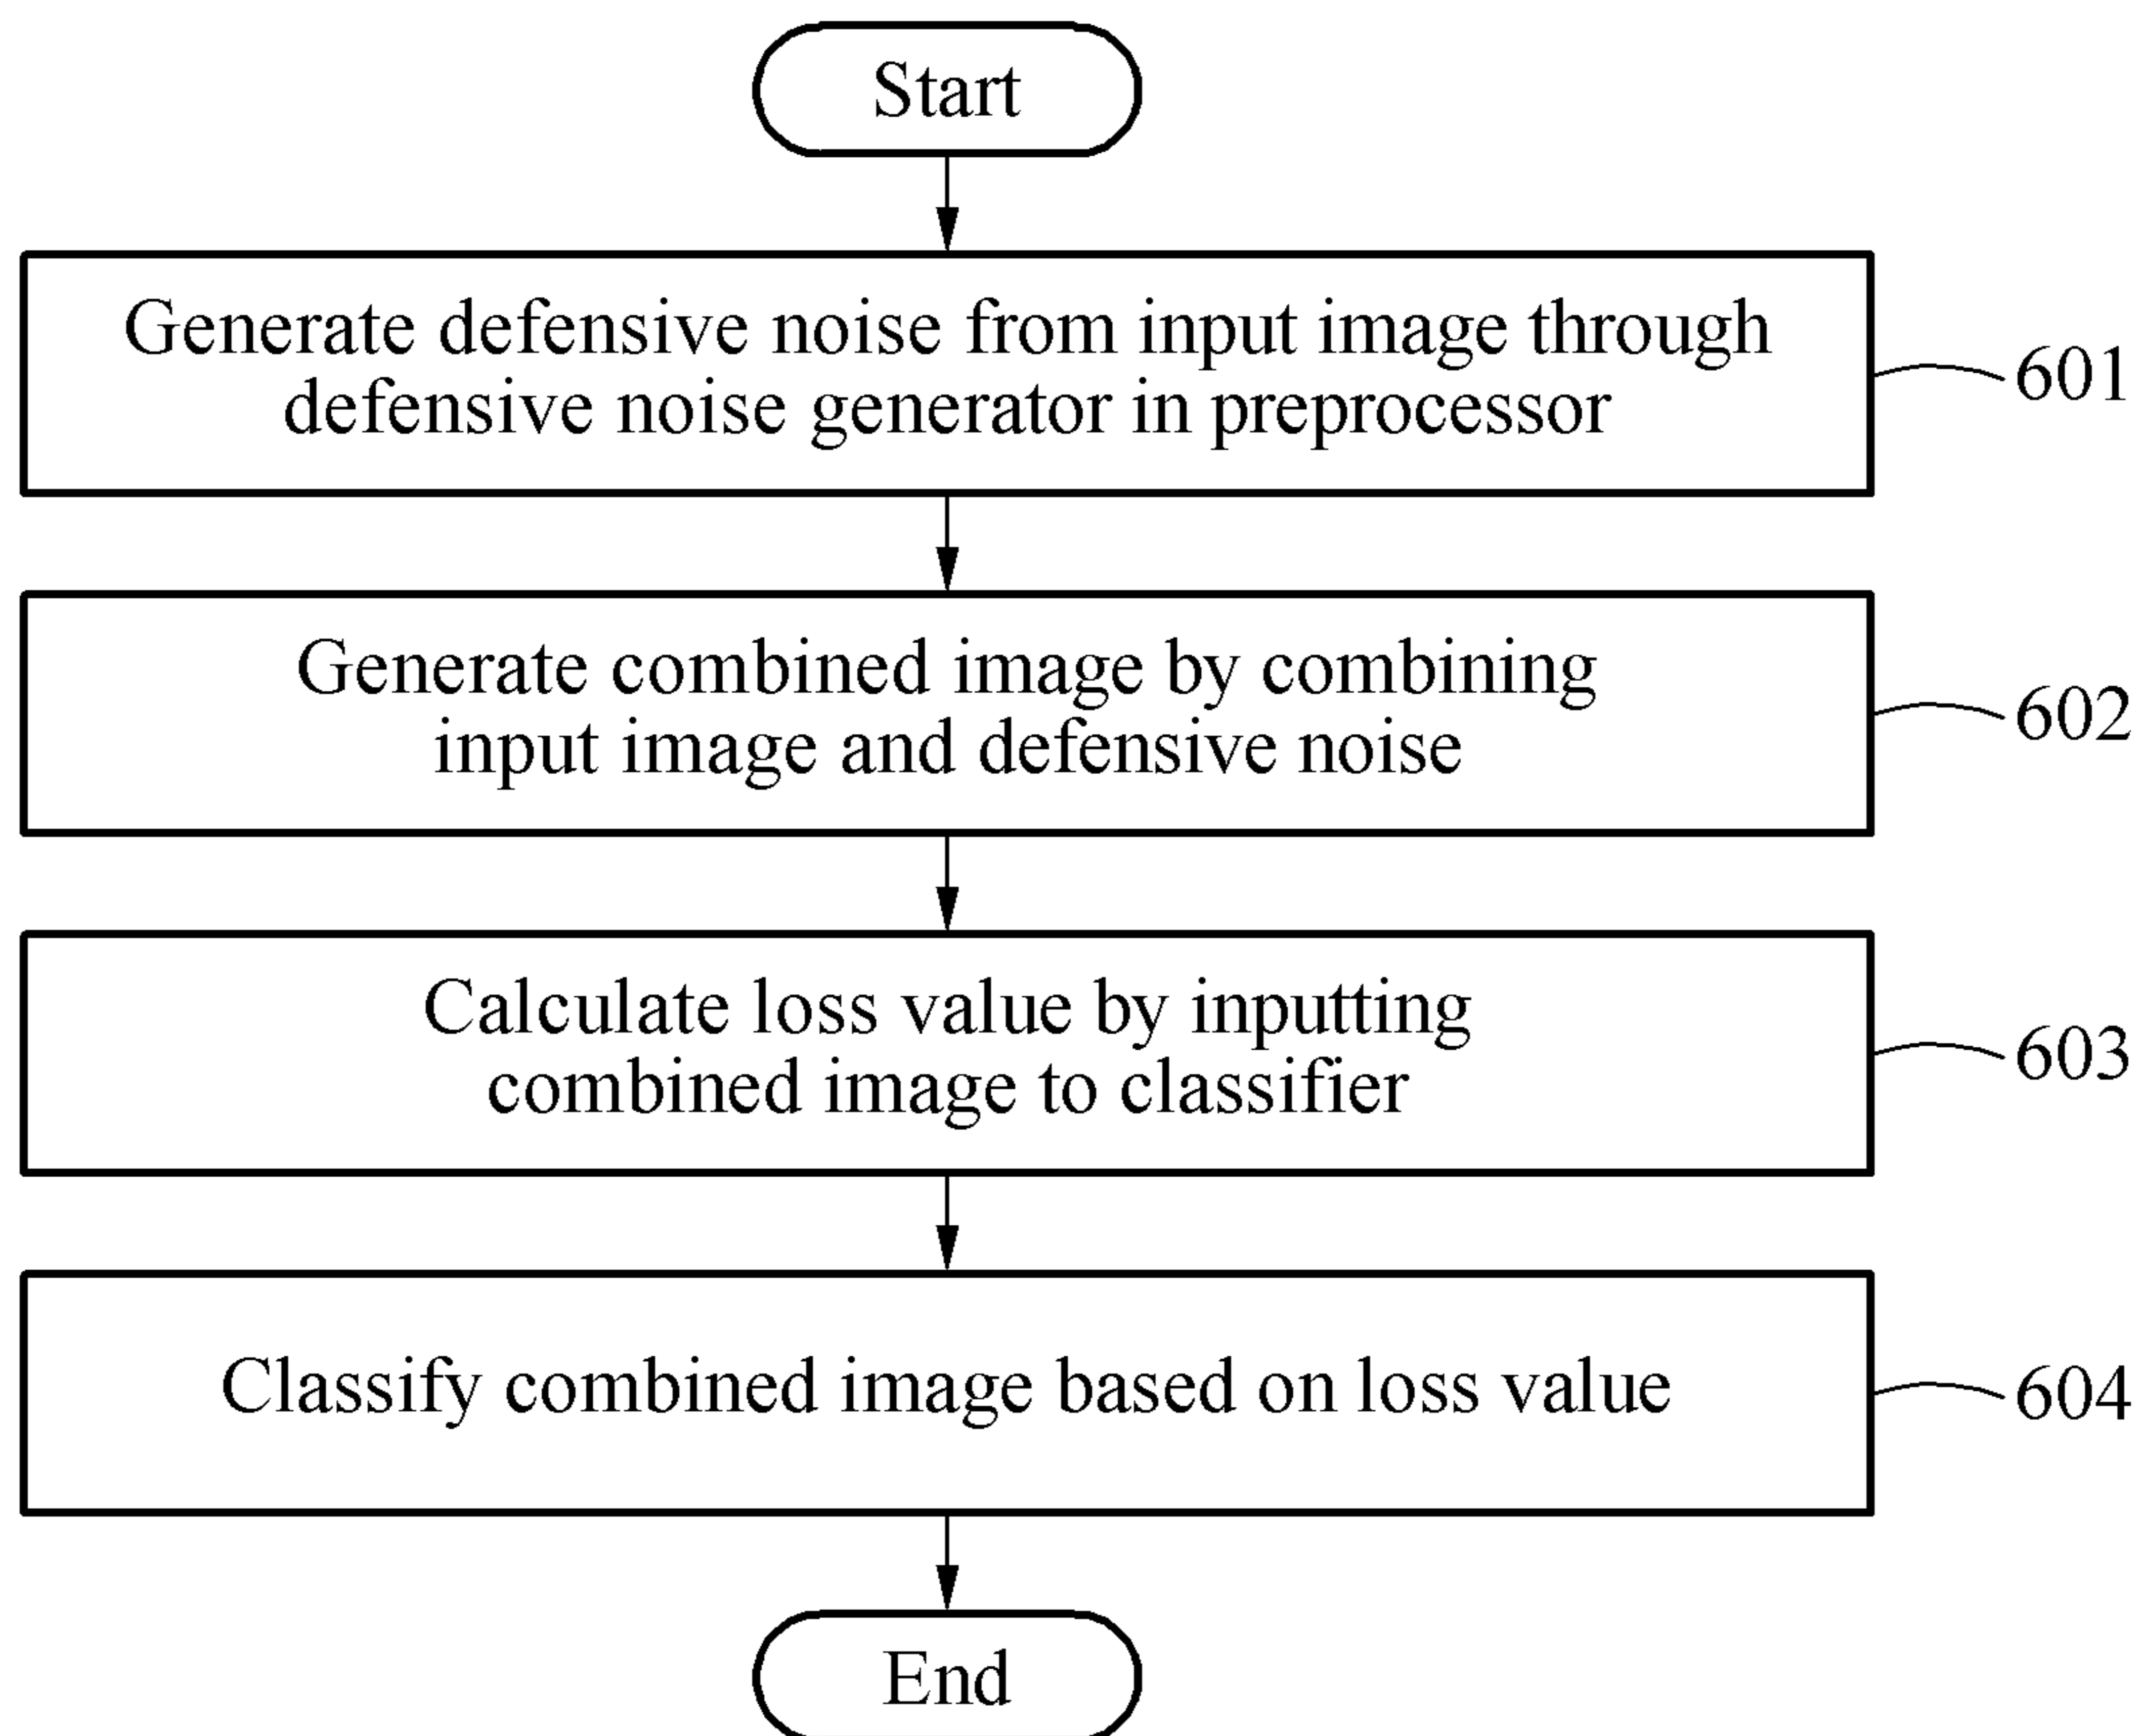 Start
Generate defensive noise from input image through
defensive noise generator in preprocessor
601
Generate combined image by combining
input image and defensive noise
602
Calculate loss value by inputting
combined image to classifier
603
Classify combined image based on loss value
604
End